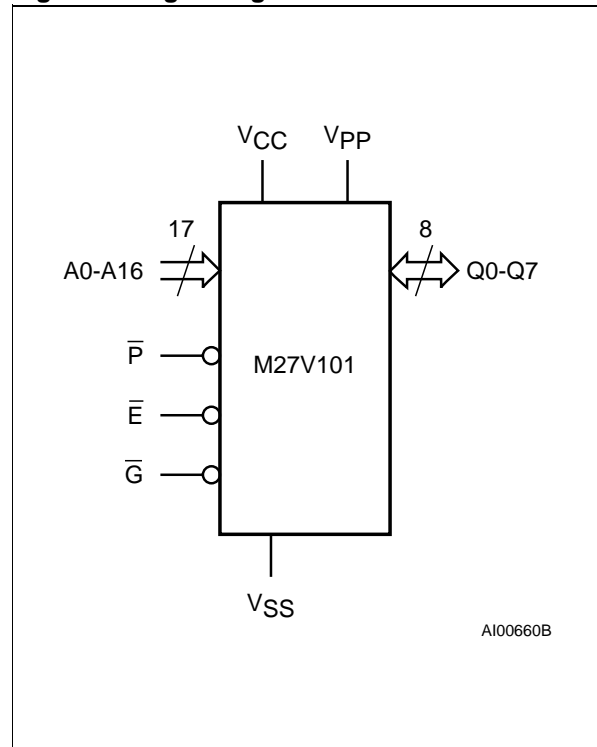 VCC VPP
17
8
A0-A16
Q0-Q7
P̅
M27V101
E̅
G̅
VSS
AI00660B